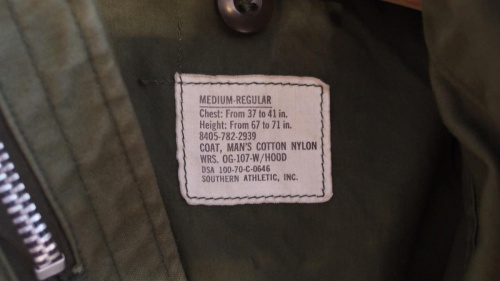 MEDIUM-REGULAR
Chest: From 37 to 41 in.
Height: From 67 to 71 in.
8405-782-2939
COAT, MAN'S COTTON NYLON
WRS. OG-107-W/HOOD
DSA 100-70-C-0646
SOUTHERN ATHLETIC, INC.